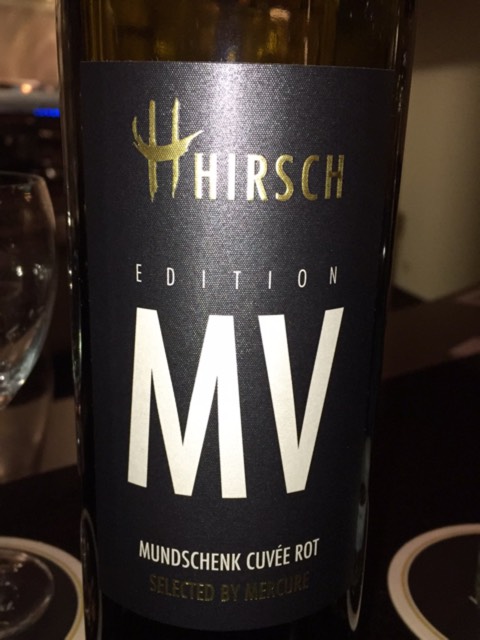 HIRSCH
EDITION
MV
MUNDSCHENK CUVÉE ROT
SELECTED BY MERCURE